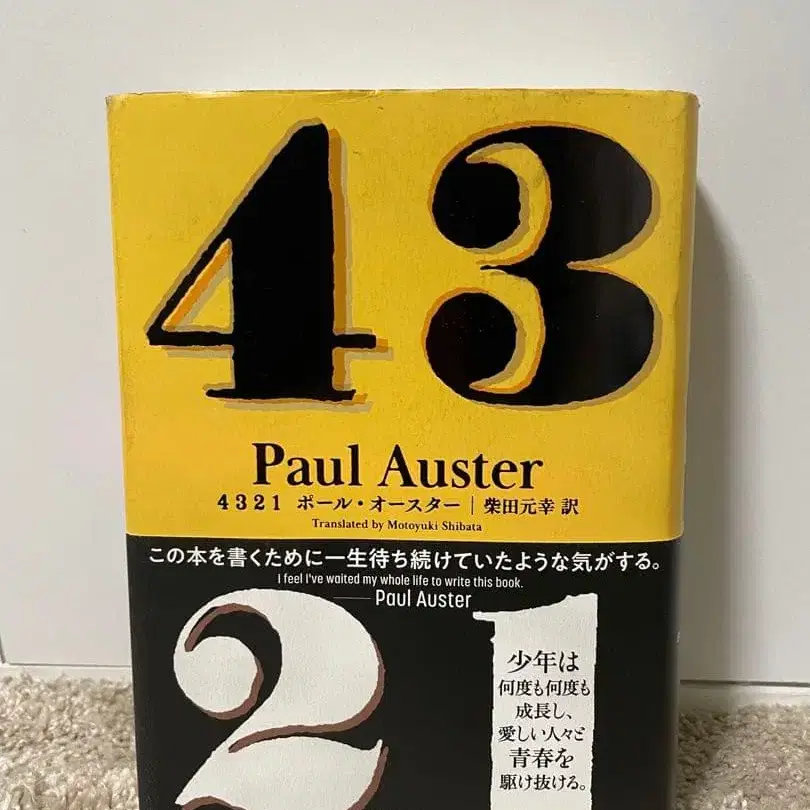 43
Paul Auster
4321 ポール・オースター｜柴田元幸 訳
Translated by Motoyuki Shibata
この本を書くために一生待ち続けていたような気がする。
I feel I've waited my whole life to write this book.
—— Paul Auster
21
少年は
何度も何度も
成長し、
愛しい人々と
青春を
駆け抜ける。